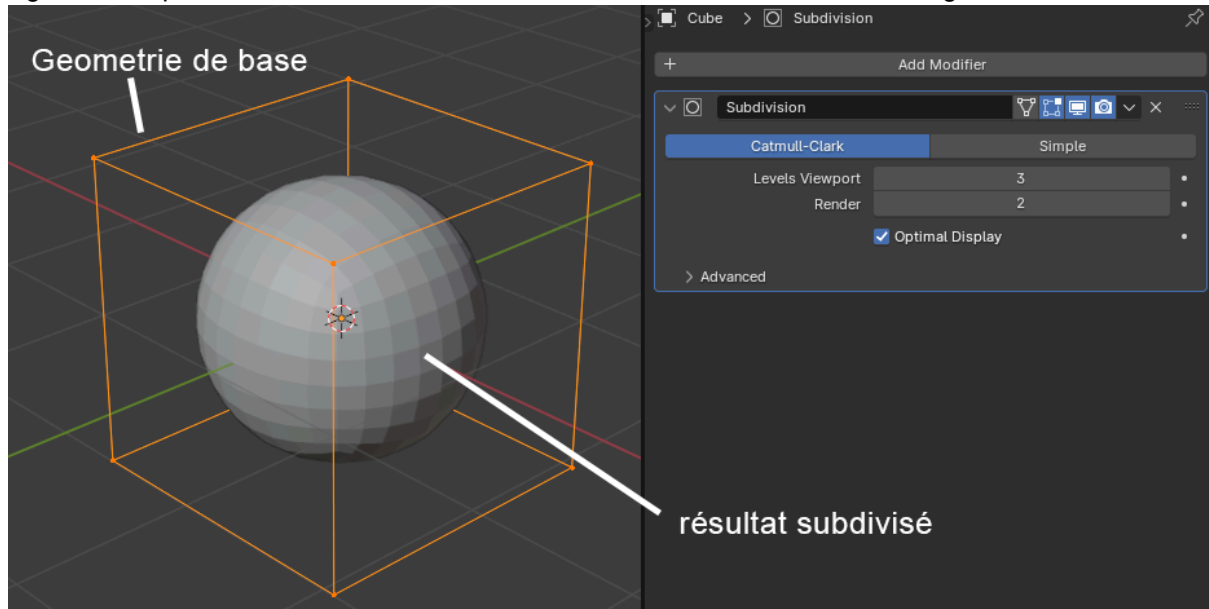 Cube > Subdivision
Geometrie de base
+ Add Modifier
Subdivision
Catmull-Clark Simple
Levels Viewport 3
Render 2
Optimal Display
> Advanced
résultat subdivisé